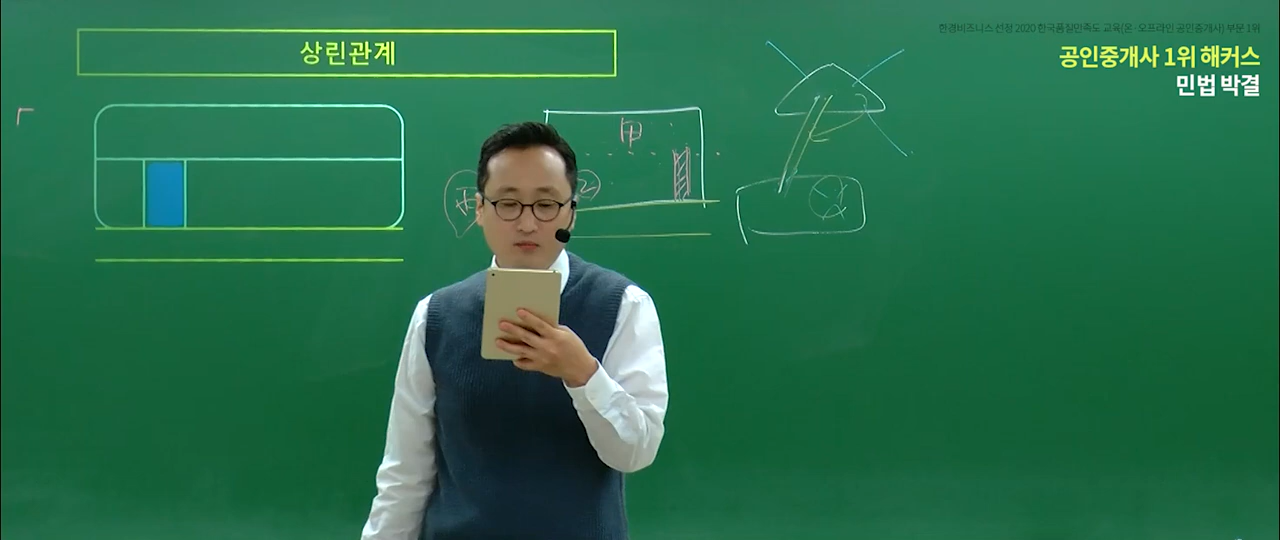 상린관계
한경비즈니스 선정 2020 한국품질만족도 교육(온·오프라인 공인중개사) 부문 1위
공인중개사 1위 해커스
민법 박결
甲